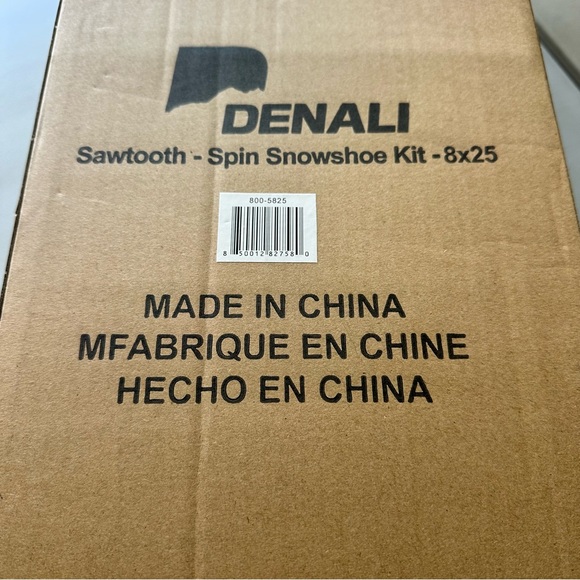 DENALI
Sawtooth - Spin Snowshoe Kit - 8x25
800-5825
8 50012 82758 0
MADE IN CHINA
MFABRIQUE EN CHINE
HECHO EN CHINA